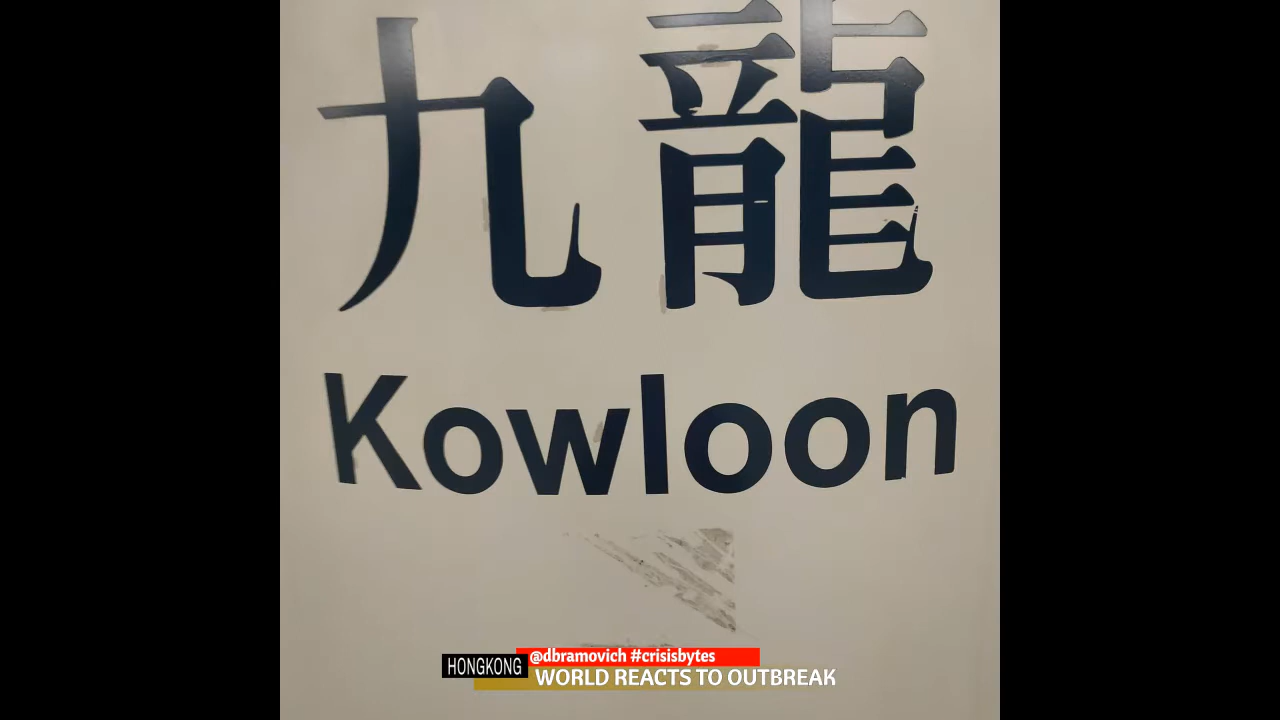 九龍
Kowloon
@dbramovich #crisisbytes
HONGKONG
WORLD REACTS TO OUTBREAK